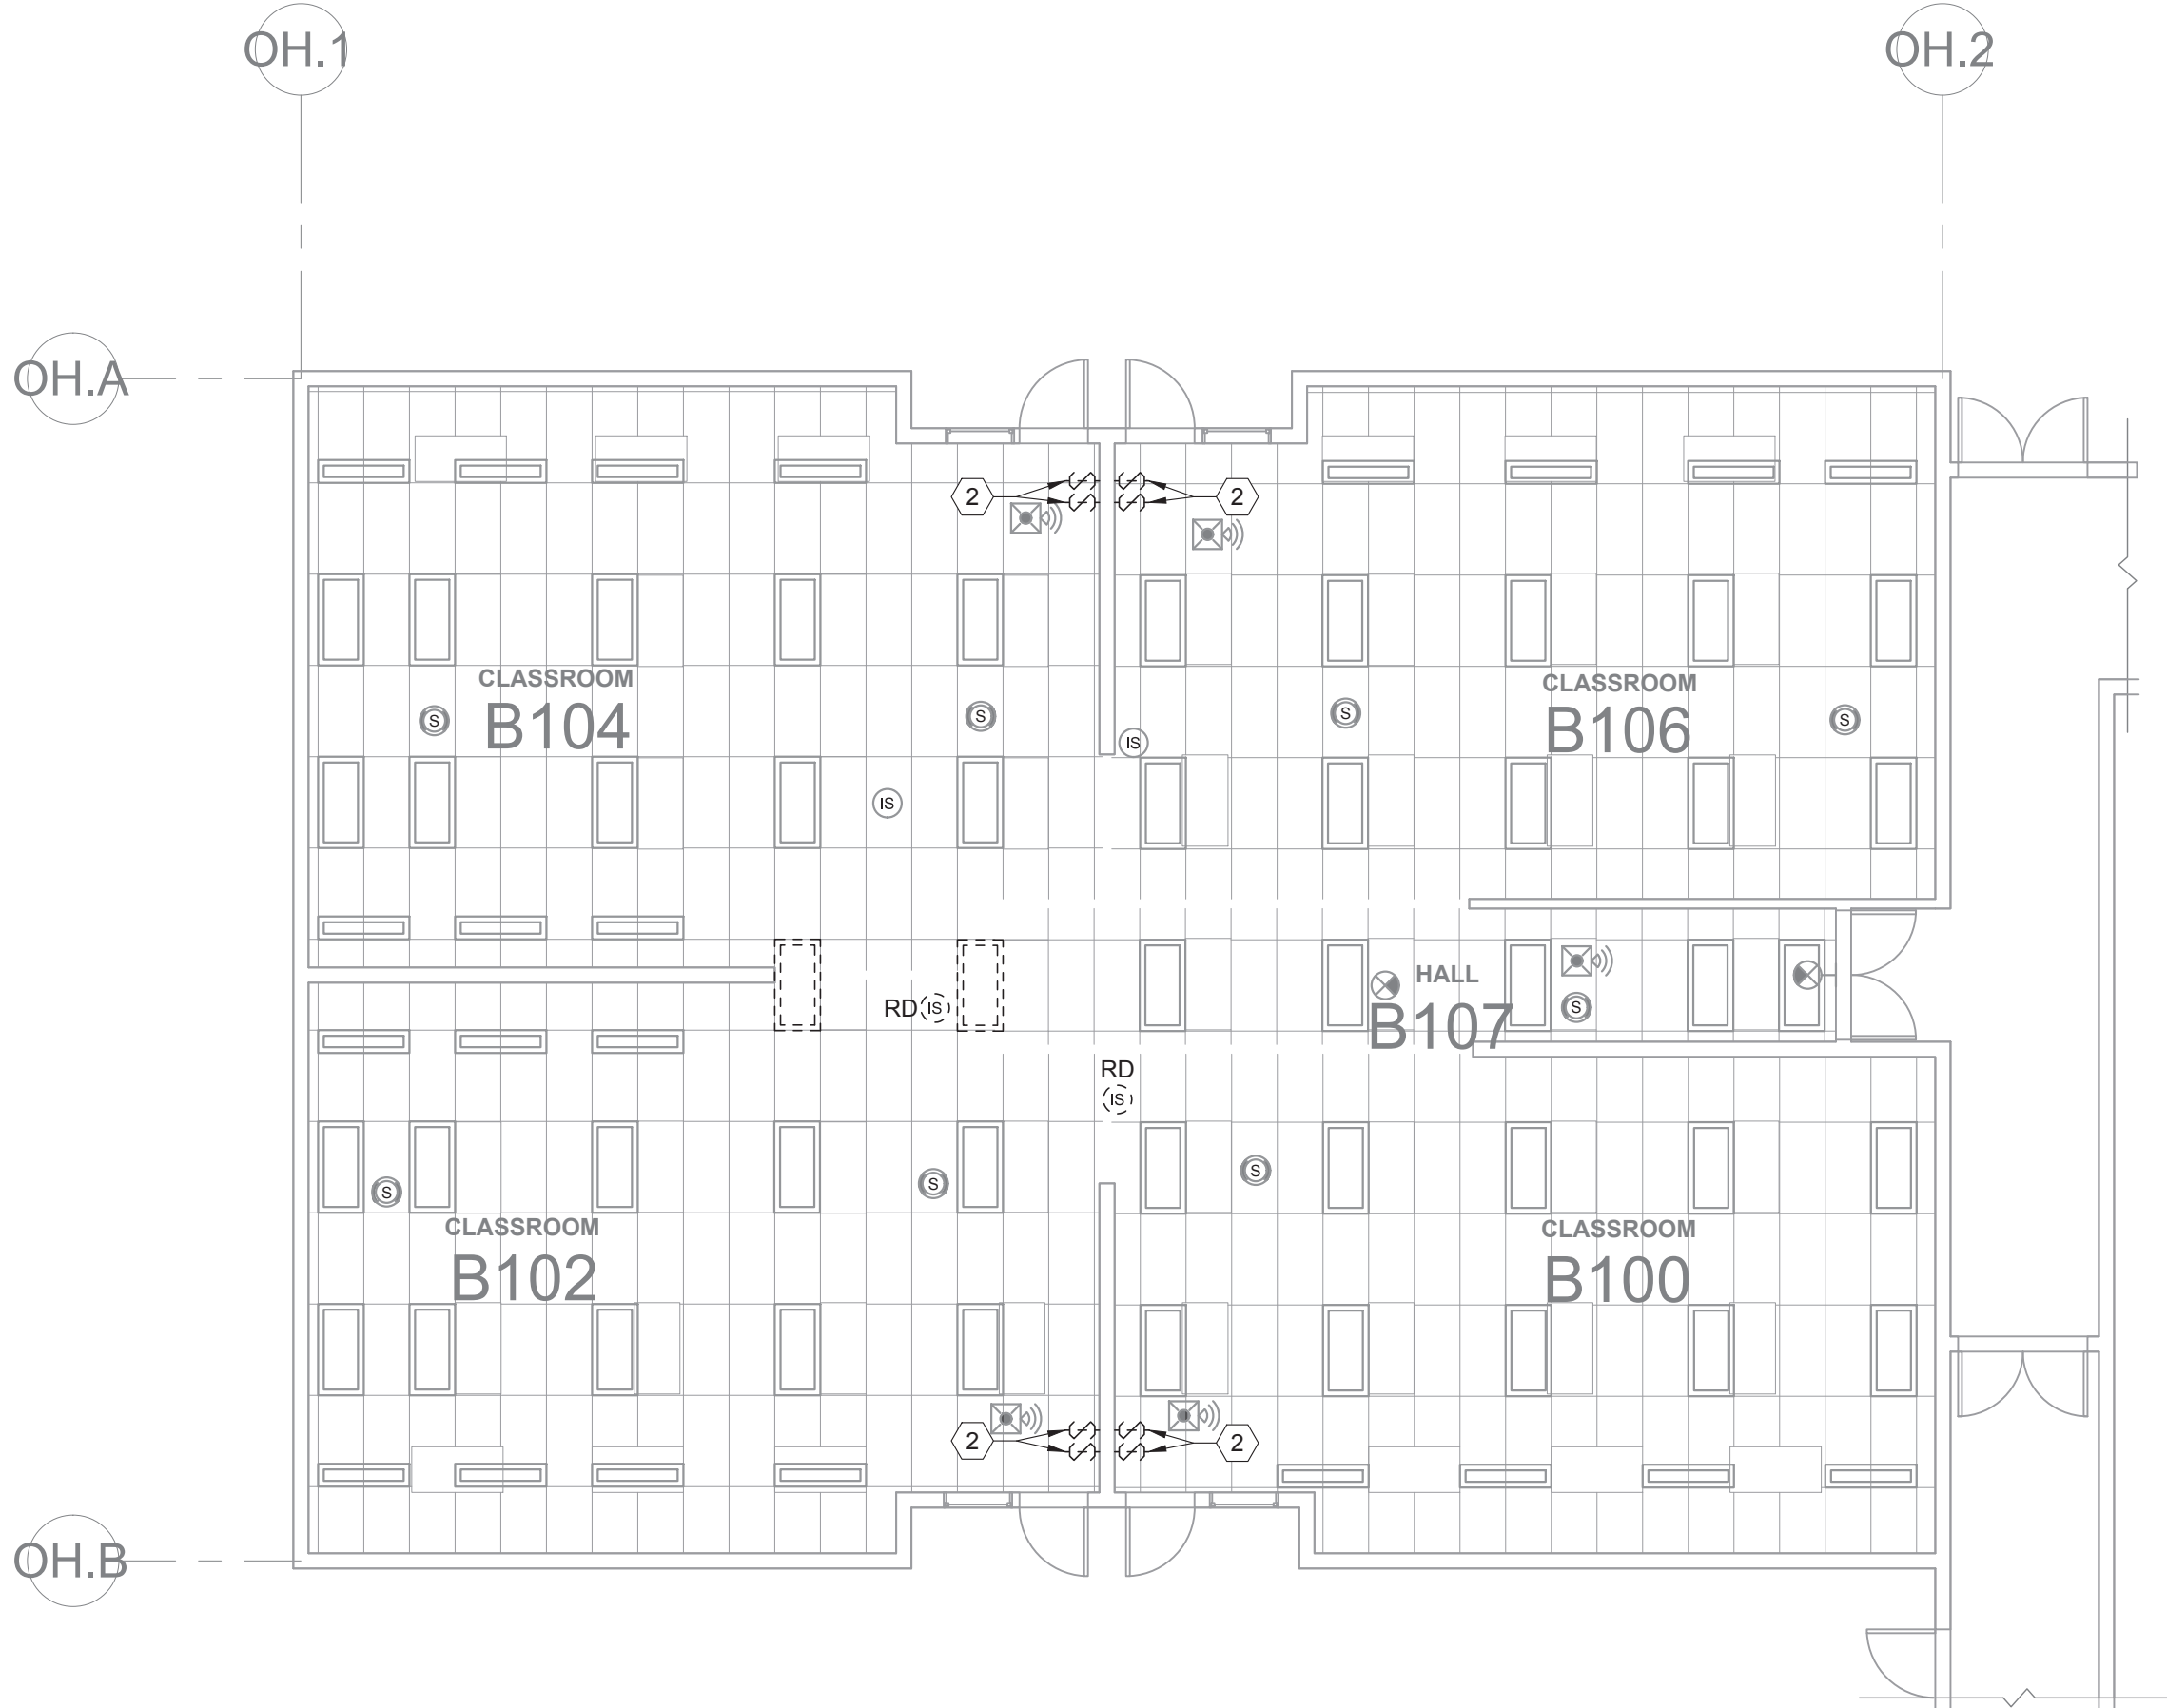 OH.1
OH.2
OH.A
2
2
CLASSROOM
B104
CLASSROOM
B106
S
S
S
S
IS
IS
HALL
B107
RD IS
S
RD
IS
S
S
S
CLASSROOM
B102
CLASSROOM
B100
2
2
OH.B